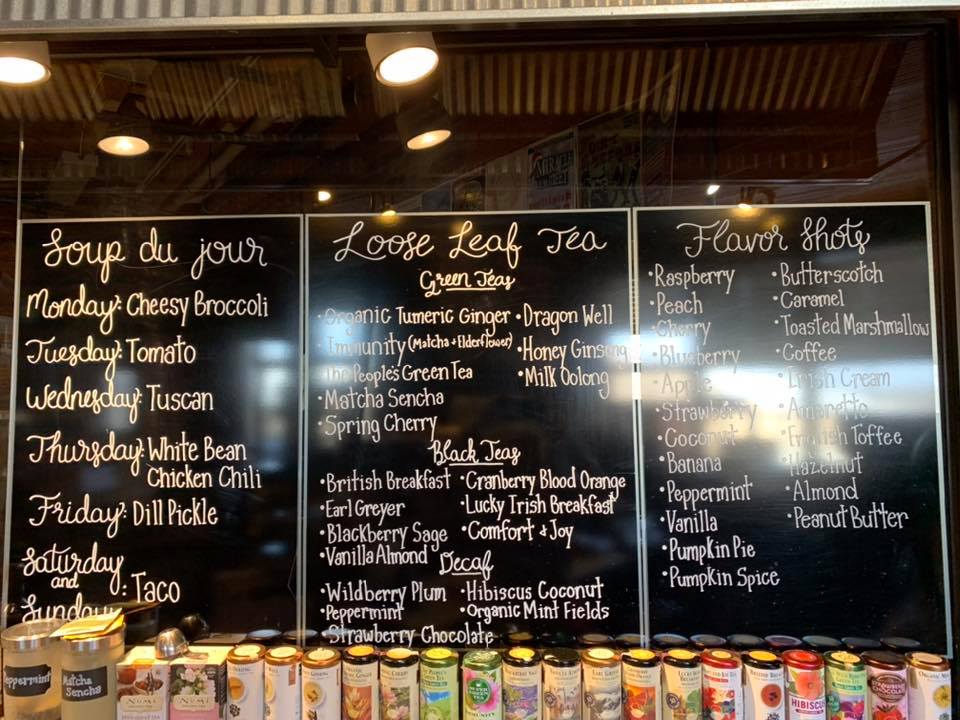 Soup du jour
Monday: Cheesy Broccoli
Tuesday: Tomato
Wednesday: Tuscan
Thursday: White Bean
Chicken Chili
Friday: Dill Pickle
Saturday
and
Sunday
: Taco
Loose Leaf Tea
Green Teas
•Organic Tumeric Ginger
•Immunity (Matcha + Elderflower)
the People's Green Tea
•Matcha Sencha
•Spring Cherry
•Dragon Well
•Honey Ginseng
•Milk Oolong
Black Teas
•British Breakfast
•Earl Greyer
•Blackberry Sage
•Vanilla Almond
•Cranberry Blood Orange
•Lucky Irish Breakfast
•Comfort & Joy
Decaf
•Wildberry Plum
•Peppermint
•Strawberry Chocolate
•Hibiscus Coconut
•Organic Mint Fields
Flavor Shots
•Raspberry
•Peach
•Cherry
•Blueberry
•Apple
•Strawberry
•Coconut
•Banana
•Peppermint
•Vanilla
•Pumpkin Pie
•Pumpkin Spice
•Butterscotch
•Caramel
•Toasted Marshmallow
•Coffee
•Irish Cream
•Amaretto
•English Toffee
•Hazelnut
•Almond
•Peanut Butter
Peppermint
Matcha
Sencha
NUMI
NUMI
HIBISCUS